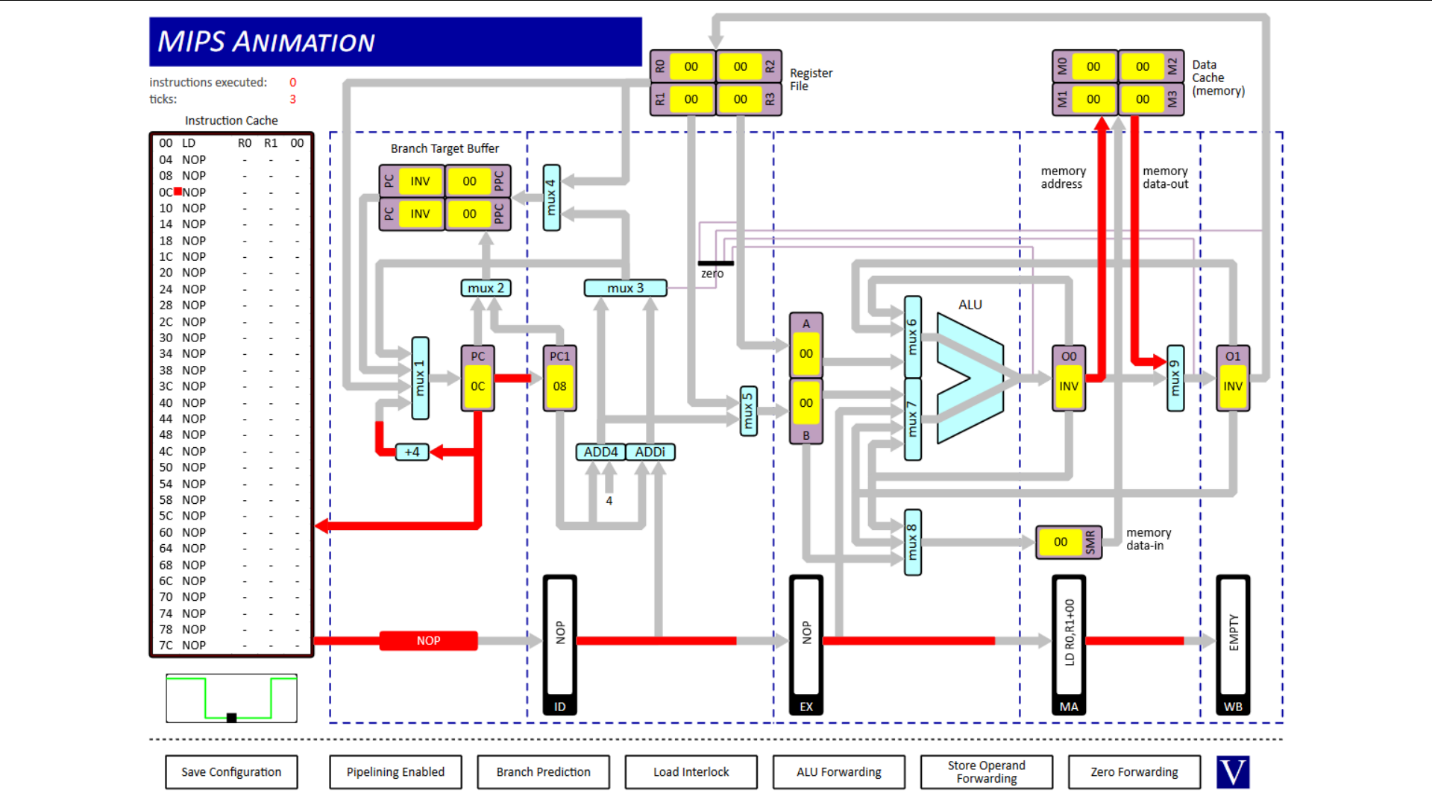 MIPS ANIMATION
instructions executed: 0
ticks: 3
Instruction Cache
00 LD R0 R1 00
04 NOP - - -
08 NOP - - -
0C NOP - - -
10 NOP - - -
14 NOP - - -
18 NOP - - -
1C NOP - - -
20 NOP - - -
24 NOP - - -
28 NOP - - -
2C NOP - - -
30 NOP - - -
34 NOP - - -
38 NOP - - -
3C NOP - - -
40 NOP - - -
44 NOP - - -
48 NOP - - -
4C NOP - - -
50 NOP - - -
54 NOP - - -
58 NOP - - -
5C NOP - - -
60 NOP - - -
64 NOP - - -
68 NOP - - -
6C NOP - - -
70 NOP - - -
74 NOP - - -
78 NOP - - -
7C NOP - - -
R0 00 00 R2
R1 00 00 R3
Register
File
M0 00 00 M2
M1 00 00 M3
Data
Cache
(memory)
Branch Target Buffer
PC INV 00 PPC
PC INV 00 PPC
mux 4
memory
address
memory
data-out
zero
mux 2
mux 3
ALU
mux 1
PC
0C
PC1
08
A
00
00
B
mux 5
mux 6
mux 7
O0
INV
mux 9
O1
INV
+4
ADD4
ADDi
4
mux 8
00 SMR
memory
data-in
NOP
NOP
ID
NOP
EX
LD R0,R1+00
MA
EMPTY
WB
Save Configuration
Pipelining Enabled
Branch Prediction
Load Interlock
ALU Forwarding
Store Operand
Forwarding
Zero Forwarding
V